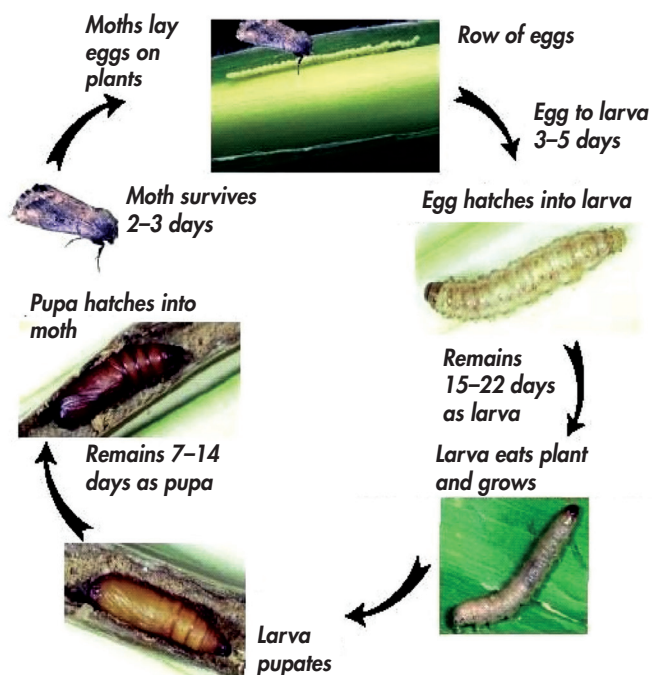 Moths lay
eggs on
plants
Row of eggs
Egg to larva
3–5 days
Egg hatches into larva
Remains
15–22 days
as larva
Larva eats plant
and grows
Larva
pupates
Remains 7–14
days as pupa
Pupa hatches into
moth
Moth survives
2–3 days